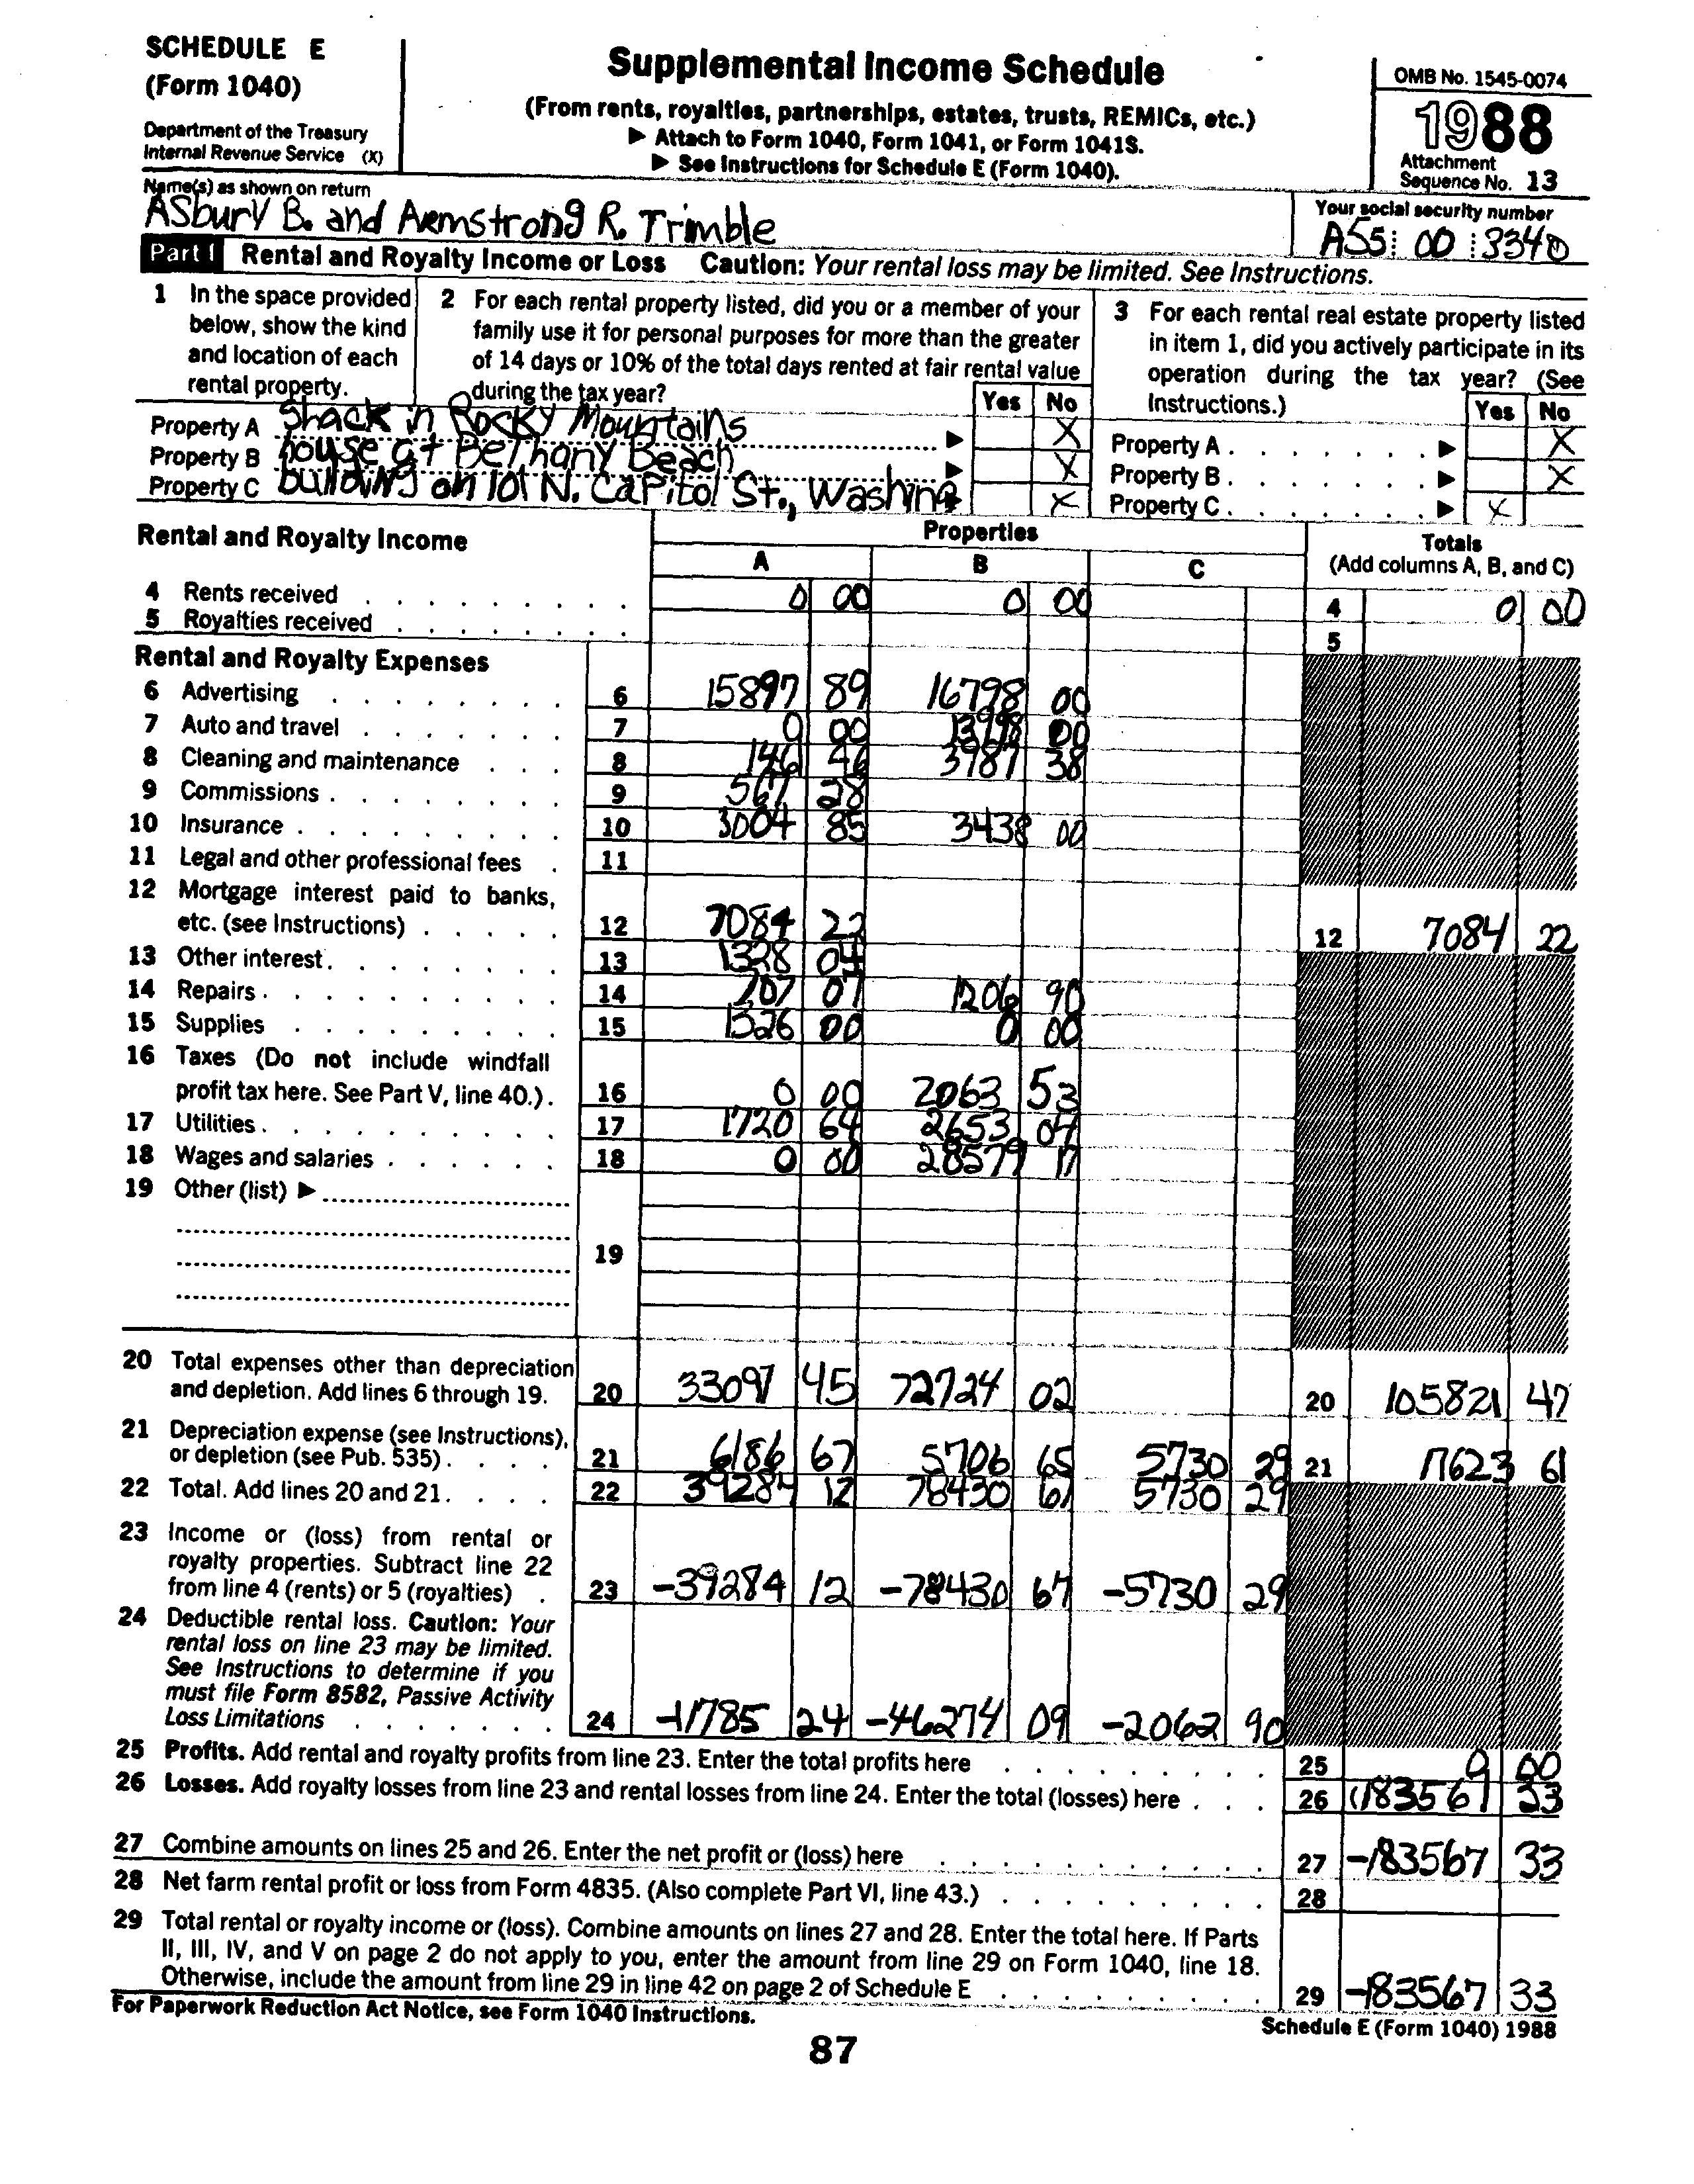 SCHEDULE E
(Form 1040)
Department of the Treasury
Internal Revenue Service (X)
Supplemental Income Schedule
(From rents, royalties, partnerships, estates, trusts, REMICs, etc.)
▶ Attach to Form 1040, Form 1041, or Form 1041S.
▶ See Instructions for Schedule E (Form 1040).
OMB No. 1545-0074
1988
Attachment
Sequence No. 13
Name(s) as shown on return
Asbury B. and Armstrong R. Trimble
Your social security number
A55 00 3340
Part I Rental and Royalty Income or Loss Caution: Your rental loss may be limited. See Instructions.
1 In the space provided below, show the kind and location of each rental property.
2 For each rental property listed, did you or a member of your family use it for personal purposes for more than the greater of 14 days or 10% of the total days rented at fair rental value during the tax year?
3 For each rental real estate property listed in item 1, did you actively participate in its operation during the tax year? (See Instructions.)
Yes No
Yes No
Property A shack in Rocky Mountains ▶ X Property A ▶ X
Property B house at Bethany Beach ▶ X Property B ▶ X
Property C building on 101 N. Capitol St., Washing X Property C ▶ X
Rental and Royalty Income
Properties
A B C
Totals
(Add columns A, B, and C)
4 Rents received 0 00 0 00 4 0 00
5 Royalties received 5
Rental and Royalty Expenses
6 Advertising 6 15897 89 16798 00
7 Auto and travel 7 0 00 13998 00
8 Cleaning and maintenance 8 146 46 3987 38
9 Commissions 9 567 28
10 Insurance 10 3004 85 3438 00
11 Legal and other professional fees 11
12 Mortgage interest paid to banks,
etc. (see Instructions) 12 7084 22 12 7084 22
13 Other interest 13 1328 04
14 Repairs 14 707 07 1206 90
15 Supplies 15 1326 00 0 00
16 Taxes (Do not include windfall
profit tax here. See Part V, line 40.) 16 0 00 2063 53
17 Utilities 17 1720 64 2653 04
18 Wages and salaries 18 0 00 28579 17
19 Other (list) ▶
19
20 Total expenses other than depreciation
and depletion. Add lines 6 through 19. 20 33097 45 72724 02 20 105821 47
21 Depreciation expense (see Instructions),
or depletion (see Pub. 535) 21 6186 67 5706 65 5730 29 21 17623 61
22 Total. Add lines 20 and 21 22 39284 12 78430 67 5730 29
23 Income or (loss) from rental or
royalty properties. Subtract line 22
from line 4 (rents) or 5 (royalties) 23 -39284 12 -78430 67 -5730 29
24 Deductible rental loss. Caution: Your
rental loss on line 23 may be limited.
See Instructions to determine if you
must file Form 8582, Passive Activity
Loss Limitations 24 -11785 24 -46274 09 -2062 90
25 Profits. Add rental and royalty profits from line 23. Enter the total profits here 25 0 00
26 Losses. Add royalty losses from line 23 and rental losses from line 24. Enter the total (losses) here 26 (183567 33
27 Combine amounts on lines 25 and 26. Enter the net profit or (loss) here 27 -183567 33
28 Net farm rental profit or loss from Form 4835. (Also complete Part VI, line 43.) 28
29 Total rental or royalty income or (loss). Combine amounts on lines 27 and 28. Enter the total here. If Parts
II, III, IV, and V on page 2 do not apply to you, enter the amount from line 29 on Form 1040, line 18.
Otherwise, include the amount from line 29 in line 42 on page 2 of Schedule E 29 -183567 33
For Paperwork Reduction Act Notice, see Form 1040 Instructions.
Schedule E (Form 1040) 1988
87